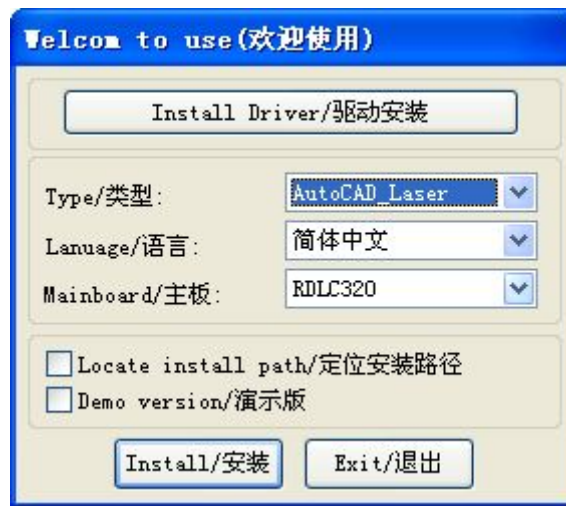 Welcom to use(欢迎使用)
Install Driver/驱动安装
Type/类型: AutoCAD_Laser
Lanuage/语言: 简体中文
Mainboard/主板: RDLC320
Locate install path/定位安装路径
Demo version/演示版
Install/安装 Exit/退出